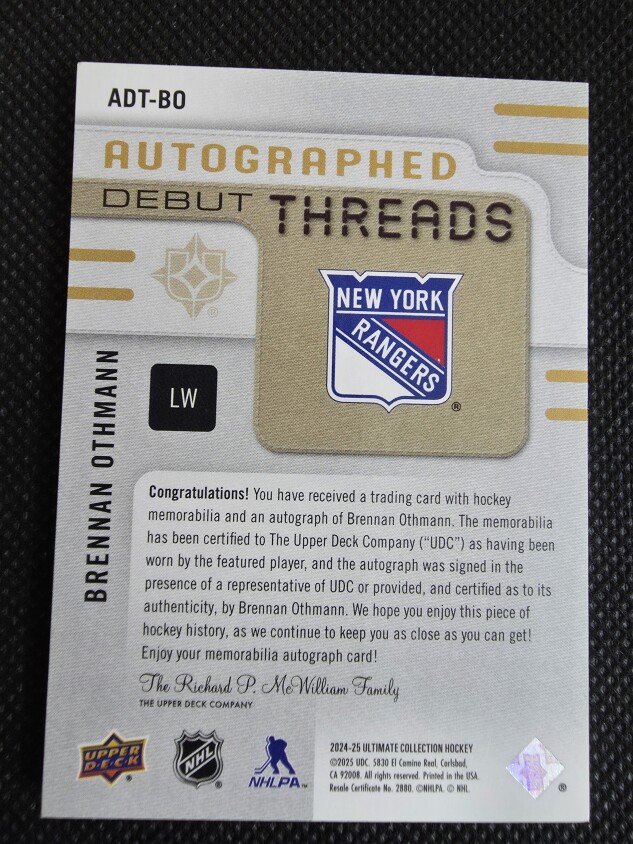 ADT-BO
AUTOGRAPHED
DEBUT THREADS
®
NEW YORK
RANGERS
®
LW
BRENNAN OTHMANN
Congratulations! You have received a trading card with hockey
memorabilia and an autograph of Brennan Othmann. The memorabilia
has been certified to The Upper Deck Company (“UDC”) as having been
worn by the featured player, and the autograph was signed in the
presence of a representative of UDC or provided, and certified as to its
authenticity, by Brennan Othmann. We hope you enjoy this piece of
hockey history, as we continue to keep you as close as you can get!
Enjoy your memorabilia autograph card!
The Richard P. McWilliam Family
THE UPPER DECK COMPANY
UPPER
DECK
®
NHL
®
NHLPA™
2024-25 ULTIMATE COLLECTION HOCKEY
©2025 UDC. 5830 El Camino Real, Carlsbad,
CA 92008. All rights reserved. Printed in the USA.
Resale Certificate No. 2880. ©NHLPA. © NHL.
®